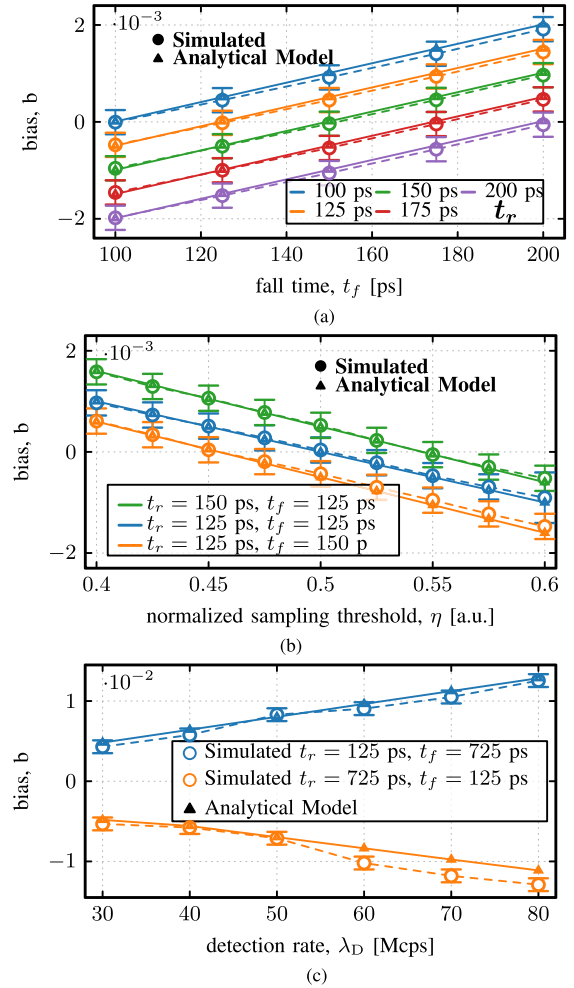 ·10⁻³
2
0
−2
bias, b
Simulated
Analytical Model
100 ps 150 ps 200 ps
125 ps 175 ps t_r
100 120 140 160 180 200
fall time, t_f [ps]
(a)
·10⁻³
2
0
−2
bias, b
Simulated
Analytical Model
t_r = 150 ps, t_f = 125 ps
t_r = 125 ps, t_f = 125 ps
t_r = 125 ps, t_f = 150 p
0.4 0.45 0.5 0.55 0.6
normalized sampling threshold, η [a.u.]
(b)
·10⁻²
1
0
−1
bias, b
Simulated t_r = 125 ps, t_f = 725 ps
Simulated t_r = 725 ps, t_f = 125 ps
Analytical Model
30 40 50 60 70 80
detection rate, λ_D [Mcps]
(c)